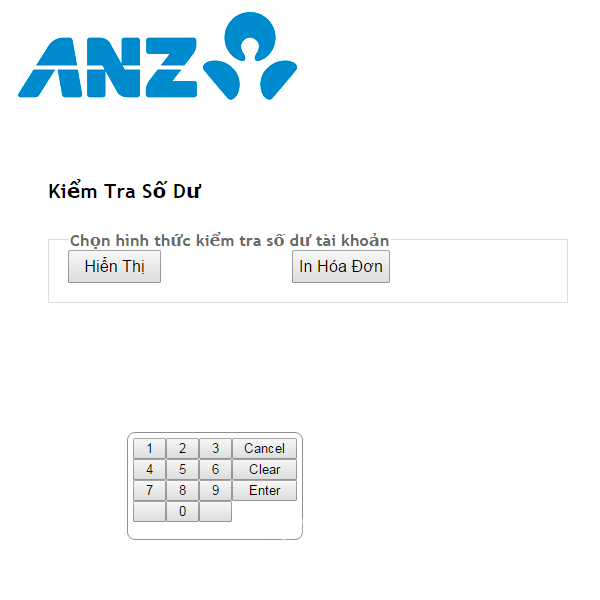 ANZ
Kiểm Tra Số Dư
Chọn hình thức kiểm tra số dư tài khoản
Hiển Thị In Hóa Đơn
1 2 3 Cancel
4 5 6 Clear
7 8 9 Enter
0